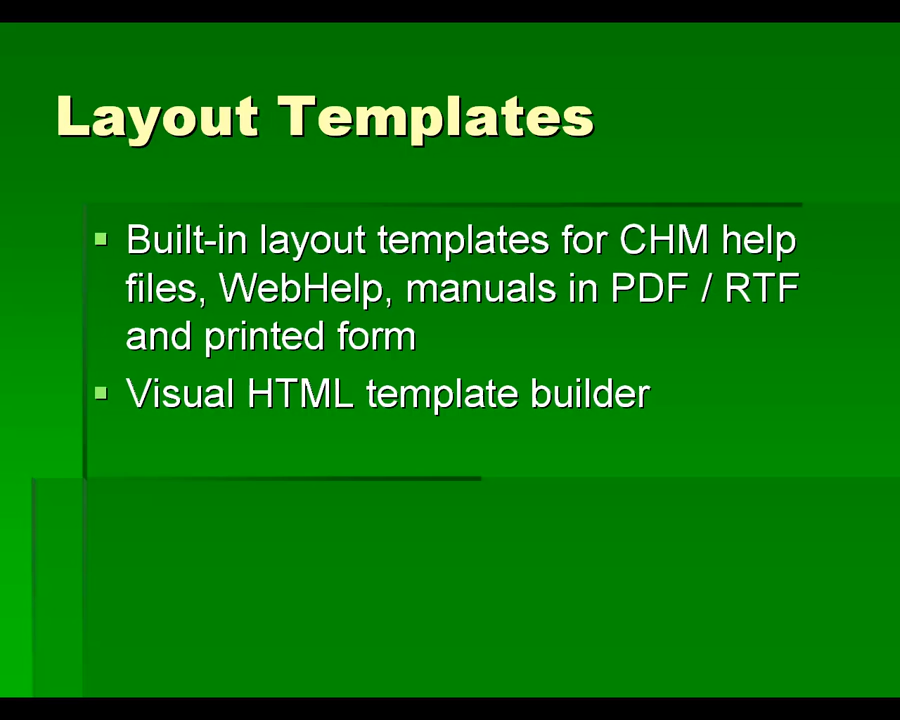 Layout Templates
Built-in layout templates for CHM help
files, WebHelp, manuals in PDF / RTF
and printed form
Visual HTML template builder